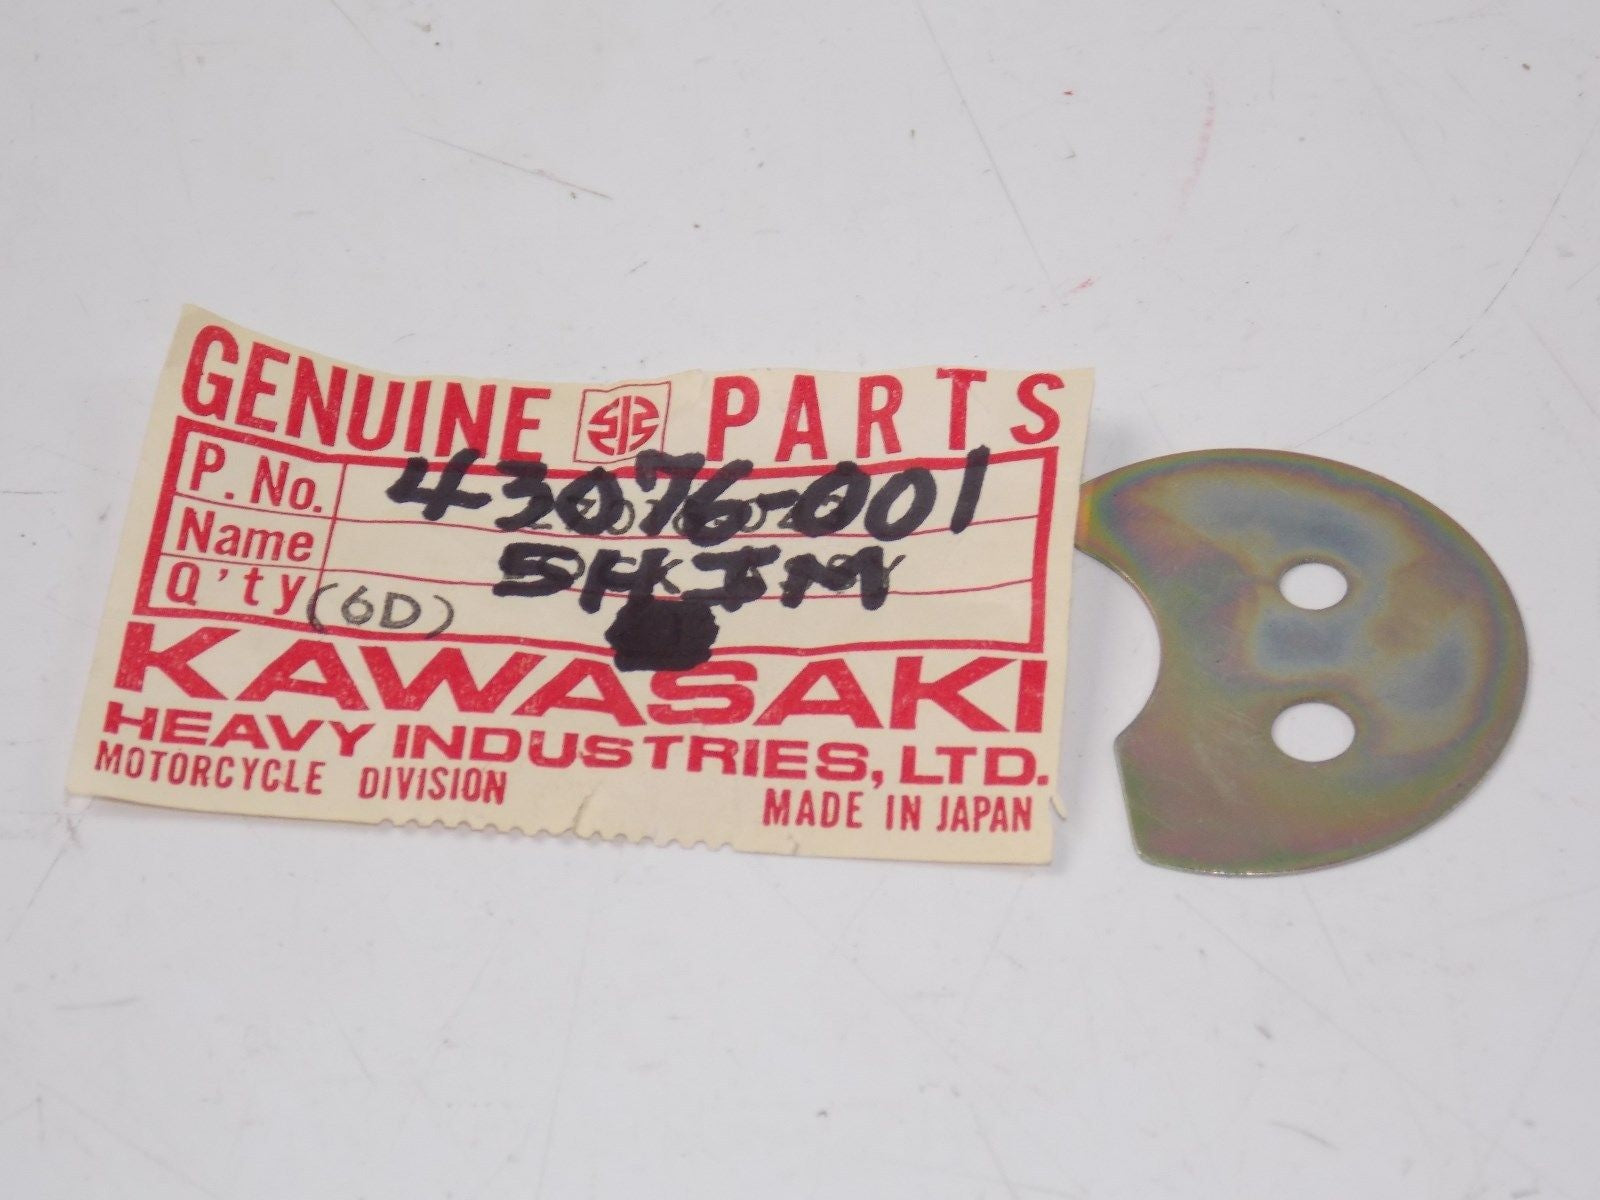 GENUINE PARTS
P. No. 43076-001
Name SHIM
Q'ty (6D)
KAWASAKI
HEAVY INDUSTRIES, LTD.
MOTORCYCLE DIVISION MADE IN JAPAN